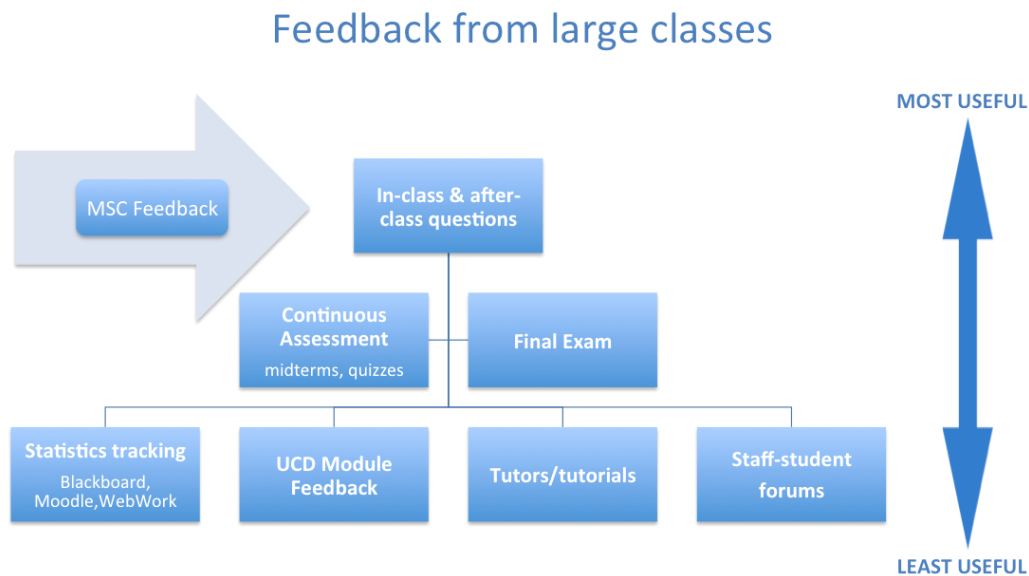 Feedback from large classes
MOST USEFUL
MSC Feedback
In-class & after-
class questions
Continuous
Assessment
midterms, quizzes
Final Exam
Statistics tracking
Blackboard,
Moodle,WebWork
UCD Module
Feedback
Tutors/tutorials
Staff-student
forums
LEAST USEFUL